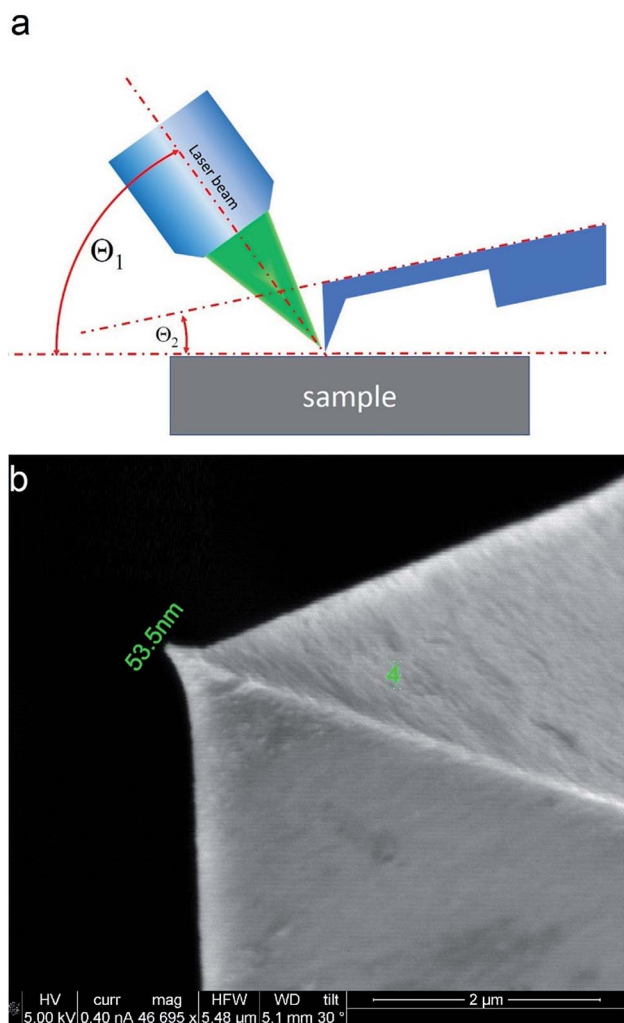 a
Laser beam
Θ₁
Θ₂
sample
b
53.5nm
4
HV curr mag HFW WD tilt
5.00 kV 0.40 nA 46 695 x 5.48 µm 5.1 mm 30 ° 2 µm